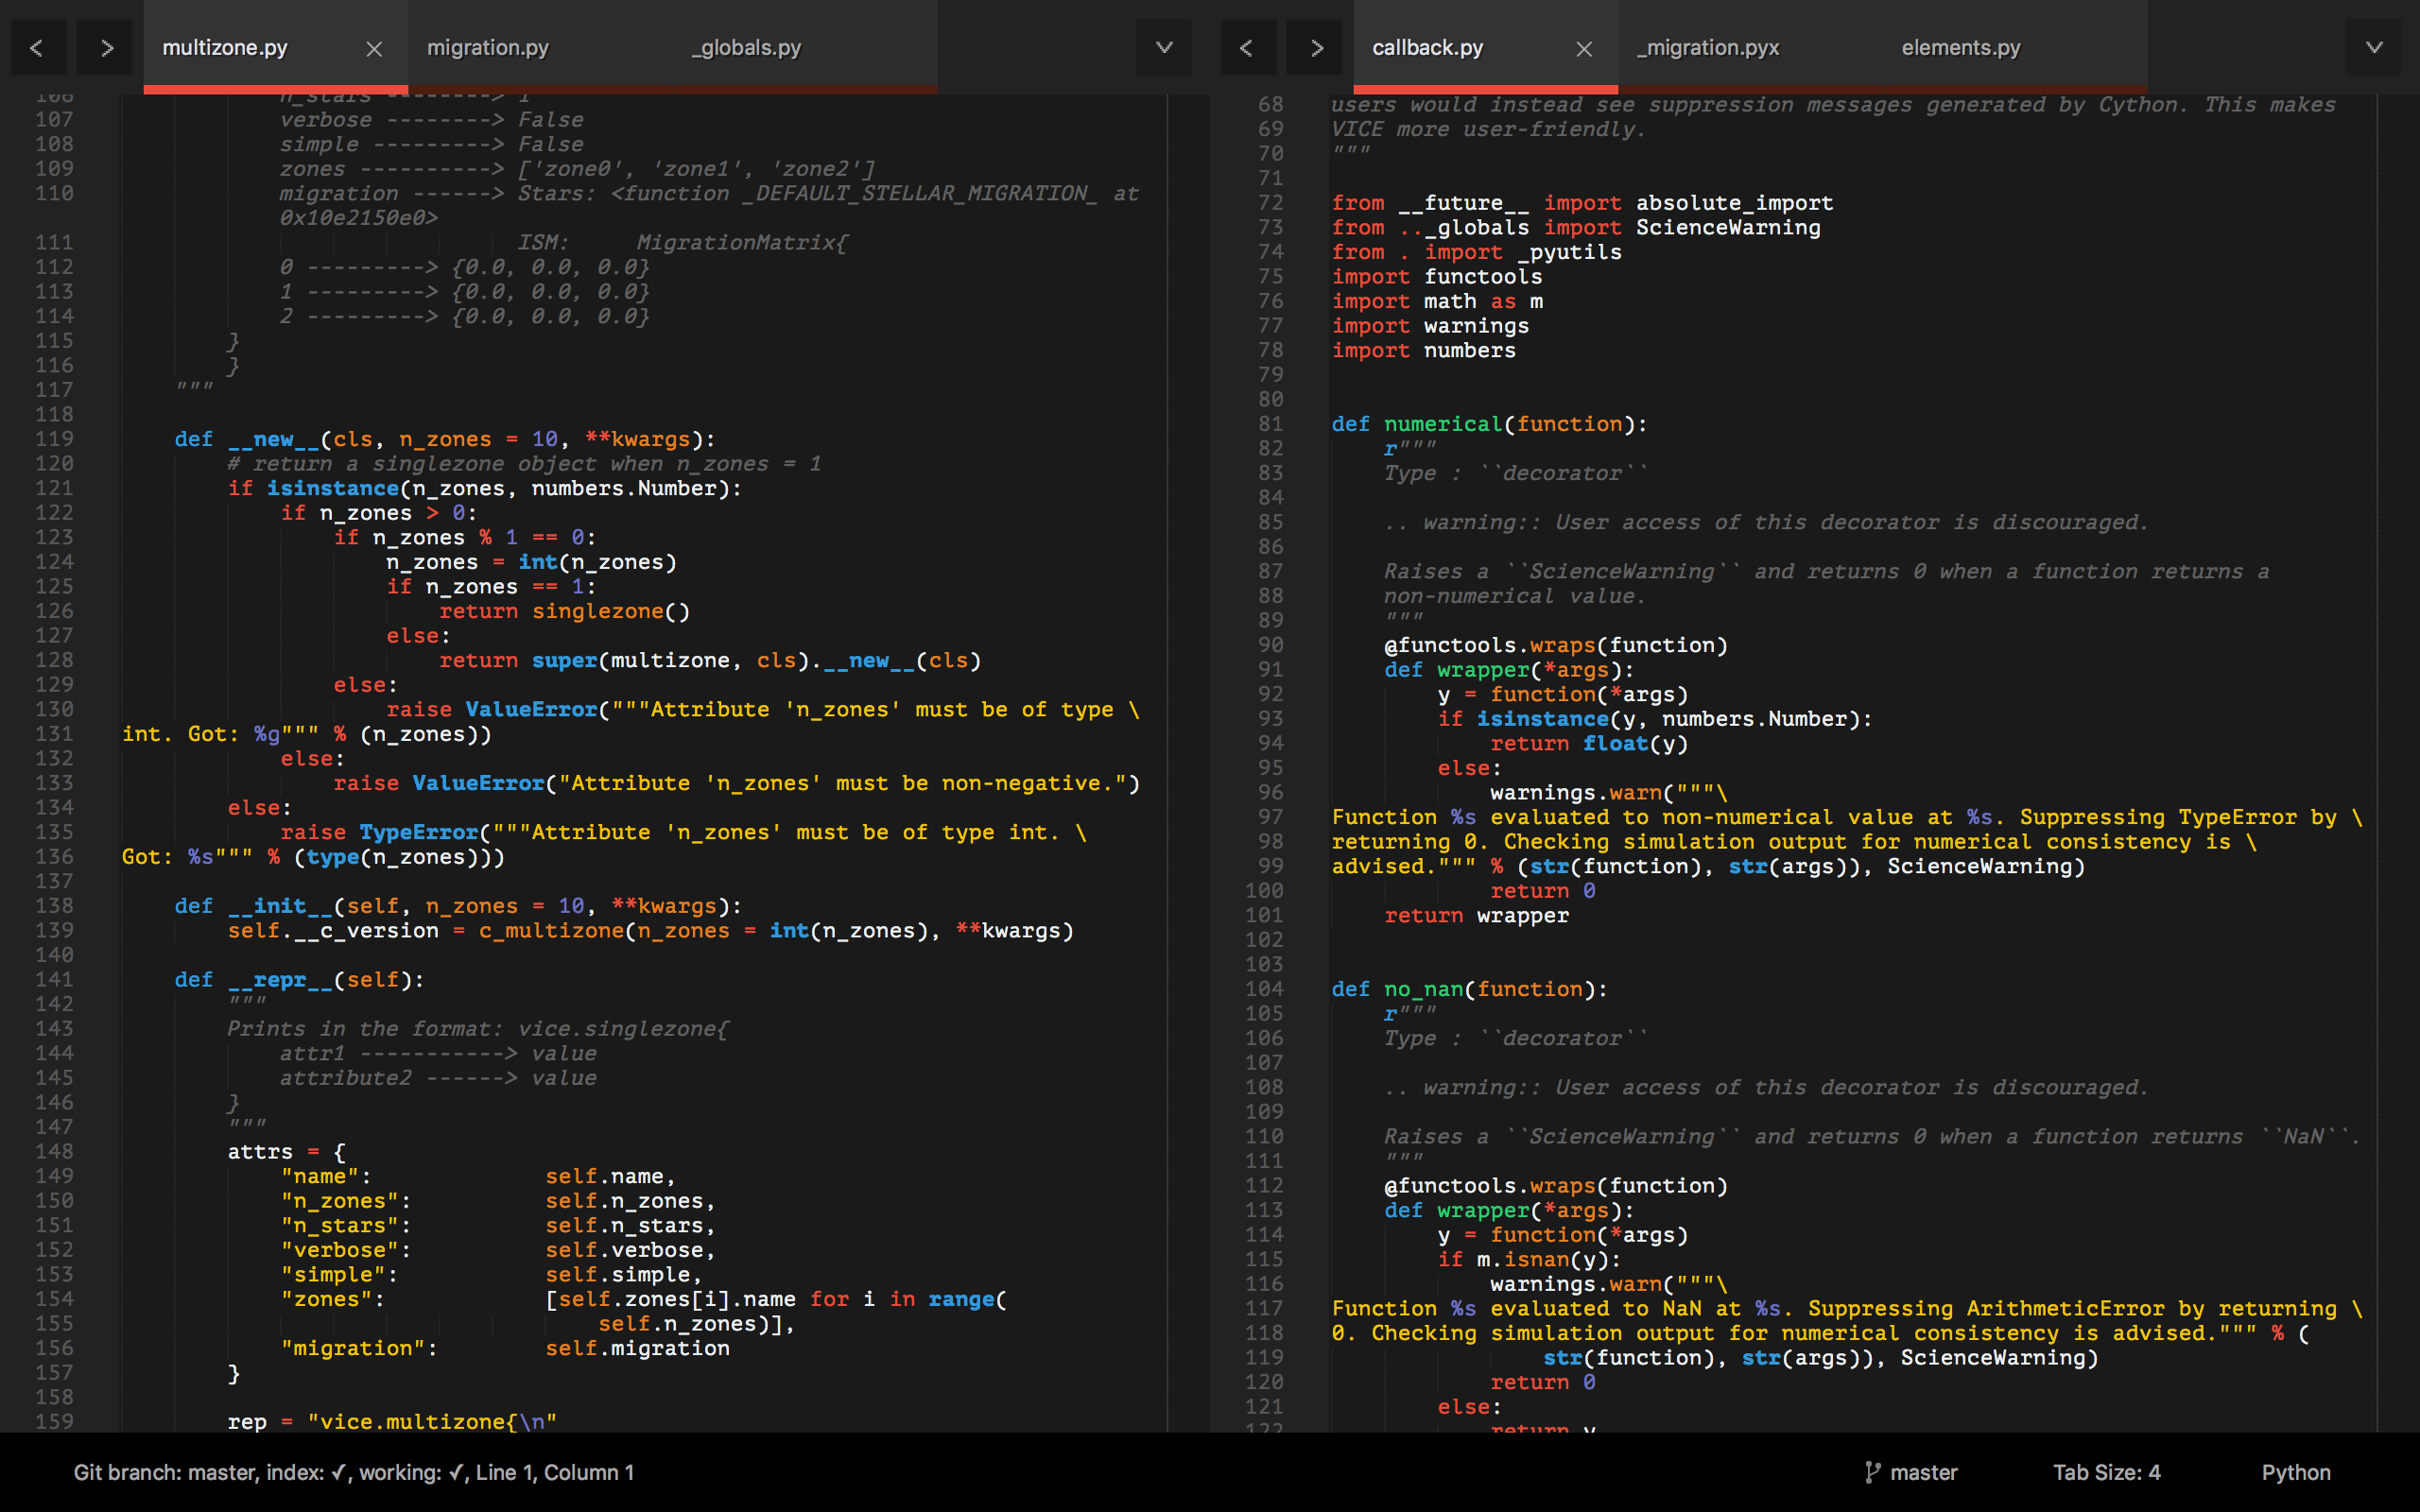 multizone.py
migration.py
_globals.py
callback.py
_migration.pyx
elements.py
106 n_stars --------> 1
107 verbose --------> False
108 simple ---------> False
109 zones ----------> ['zone0', 'zone1', 'zone2']
110 migration ------> Stars: <function _DEFAULT_STELLAR_MIGRATION_ at
0x10e2150e0>
111 ISM: MigrationMatrix{
112 0 ---------> {0.0, 0.0, 0.0}
113 1 ---------> {0.0, 0.0, 0.0}
114 2 ---------> {0.0, 0.0, 0.0}
115 }
116 }
117 """
118
119 def __new__(cls, n_zones = 10, **kwargs):
120 # return a singlezone object when n_zones = 1
121 if isinstance(n_zones, numbers.Number):
122 if n_zones > 0:
123 if n_zones % 1 == 0:
124 n_zones = int(n_zones)
125 if n_zones == 1:
126 return singlezone()
127 else:
128 return super(multizone, cls).__new__(cls)
129 else:
130 raise ValueError("""Attribute 'n_zones' must be of type \
131 int. Got: %g""" % (n_zones))
132 else:
133 raise ValueError("Attribute 'n_zones' must be non-negative.")
134 else:
135 raise TypeError("""Attribute 'n_zones' must be of type int. \
136 Got: %s""" % (type(n_zones)))
137
138 def __init__(self, n_zones = 10, **kwargs):
139 self.__c_version = c_multizone(n_zones = int(n_zones), **kwargs)
140
141 def __repr__(self):
142 """
143 Prints in the format: vice.singlezone{
144 attr1 -----------> value
145 attribute2 ------> value
146 }
147 """
148 attrs = {
149 "name": self.name,
150 "n_zones": self.n_zones,
151 "n_stars": self.n_stars,
152 "verbose": self.verbose,
153 "simple": self.simple,
154 "zones": [self.zones[i].name for i in range(
155 self.n_zones)],
156 "migration": self.migration
157 }
158
159 rep = "vice.multizone{\n"
68 users would instead see suppression messages generated by Cython. This makes
69 VICE more user-friendly.
70 """
71
72 from __future__ import absolute_import
73 from .._globals import ScienceWarning
74 from . import _pyutils
75 import functools
76 import math as m
77 import warnings
78 import numbers
79
80
81 def numerical(function):
82 r"""
83 Type : ``decorator``
84
85 .. warning:: User access of this decorator is discouraged.
86
87 Raises a ``ScienceWarning`` and returns 0 when a function returns a
88 non-numerical value.
89 """
90 @functools.wraps(function)
91 def wrapper(*args):
92 y = function(*args)
93 if isinstance(y, numbers.Number):
94 return float(y)
95 else:
96 warnings.warn("""\
97 Function %s evaluated to non-numerical value at %s. Suppressing TypeError by \
98 returning 0. Checking simulation output for numerical consistency is \
99 advised.""" % (str(function), str(args)), ScienceWarning)
100 return 0
101 return wrapper
102
103
104 def no_nan(function):
105 r"""
106 Type : ``decorator``
107
108 .. warning:: User access of this decorator is discouraged.
109
110 Raises a ``ScienceWarning`` and returns 0 when a function returns ``NaN``.
111 """
112 @functools.wraps(function)
113 def wrapper(*args):
114 y = function(*args)
115 if m.isnan(y):
116 warnings.warn("""\
117 Function %s evaluated to NaN at %s. Suppressing ArithmeticError by returning \
118 0. Checking simulation output for numerical consistency is advised.""" % (
119 str(function), str(args)), ScienceWarning)
120 return 0
121 else:
122 return y
Git branch: master, index: ✓, working: ✓, Line 1, Column 1
master
Tab Size: 4
Python